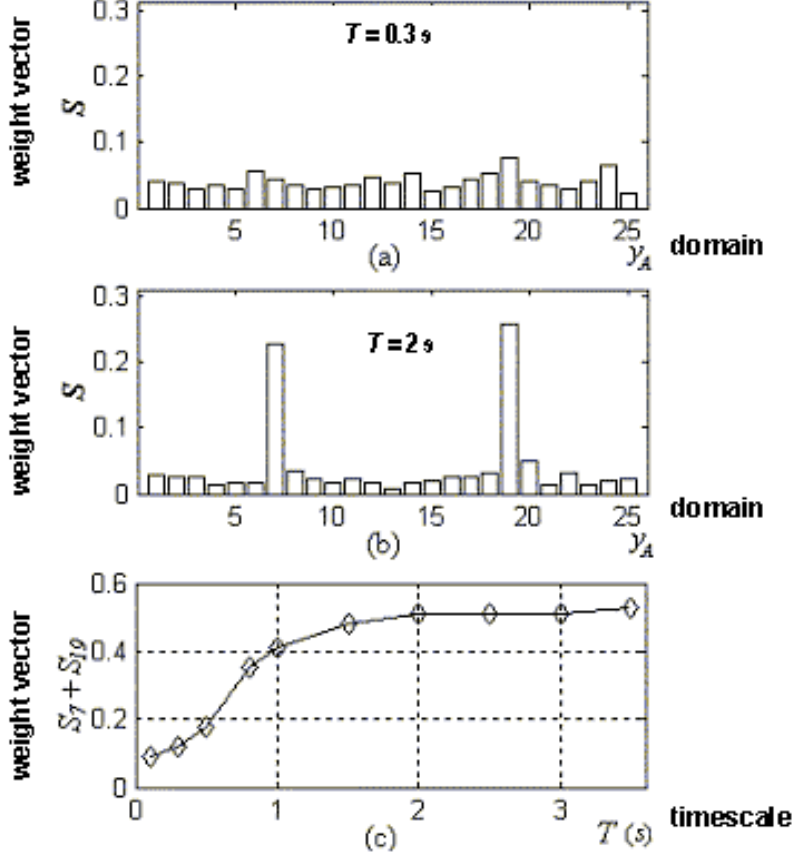 0.3
T = 0.3 s
weight vector
S
0.2
0.1
0
5 10 15 20 25
(a)
y_A
domain
0.3
T = 2 s
weight vector
S
0.2
0.1
0
5 10 15 20 25
(b)
y_A
domain
0.6
weight vector
S_7 + S_19
0.4
0.2
0
0 1 2 3
(c)
T (s)
timescale